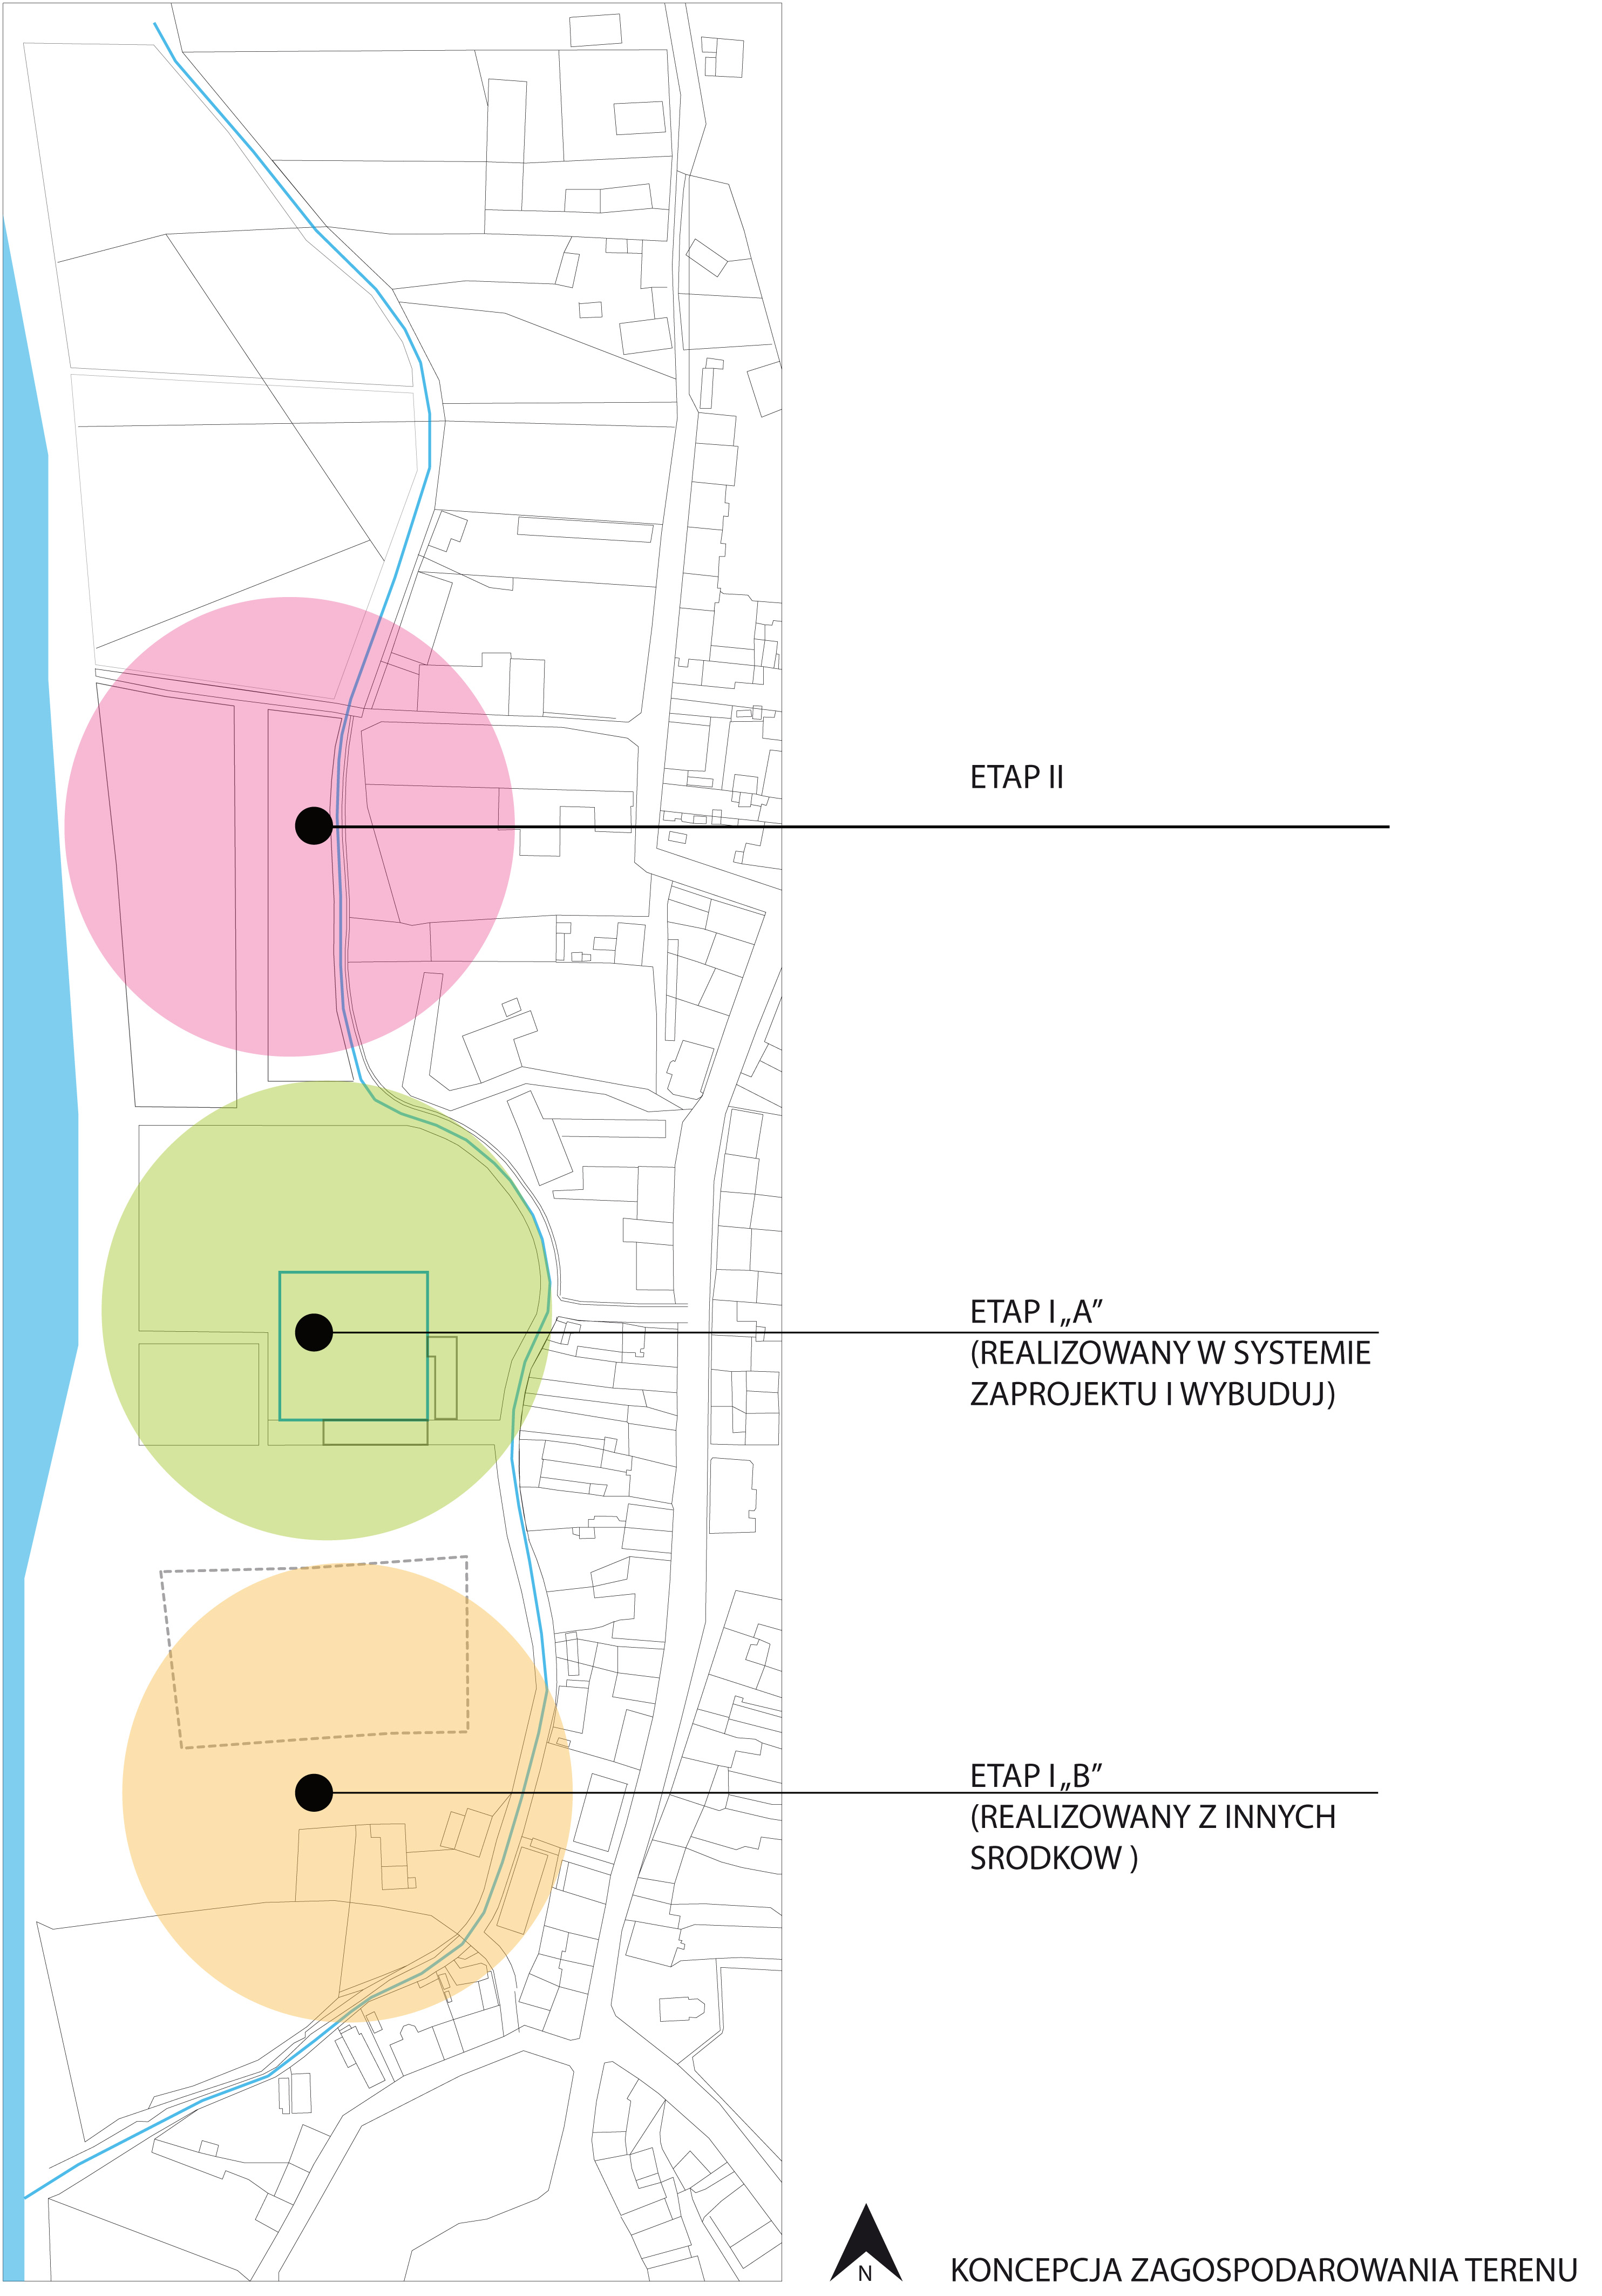 ETAP II
ETAP I „A”
(REALIZOWANY W SYSTEMIE
ZAPROJEKTU I WYBUDUJ)
ETAP I „B”
(REALIZOWANY Z INNYCH
SRODKOW )
N
KONCEPCJA ZAGOSPODAROWANIA TERENU